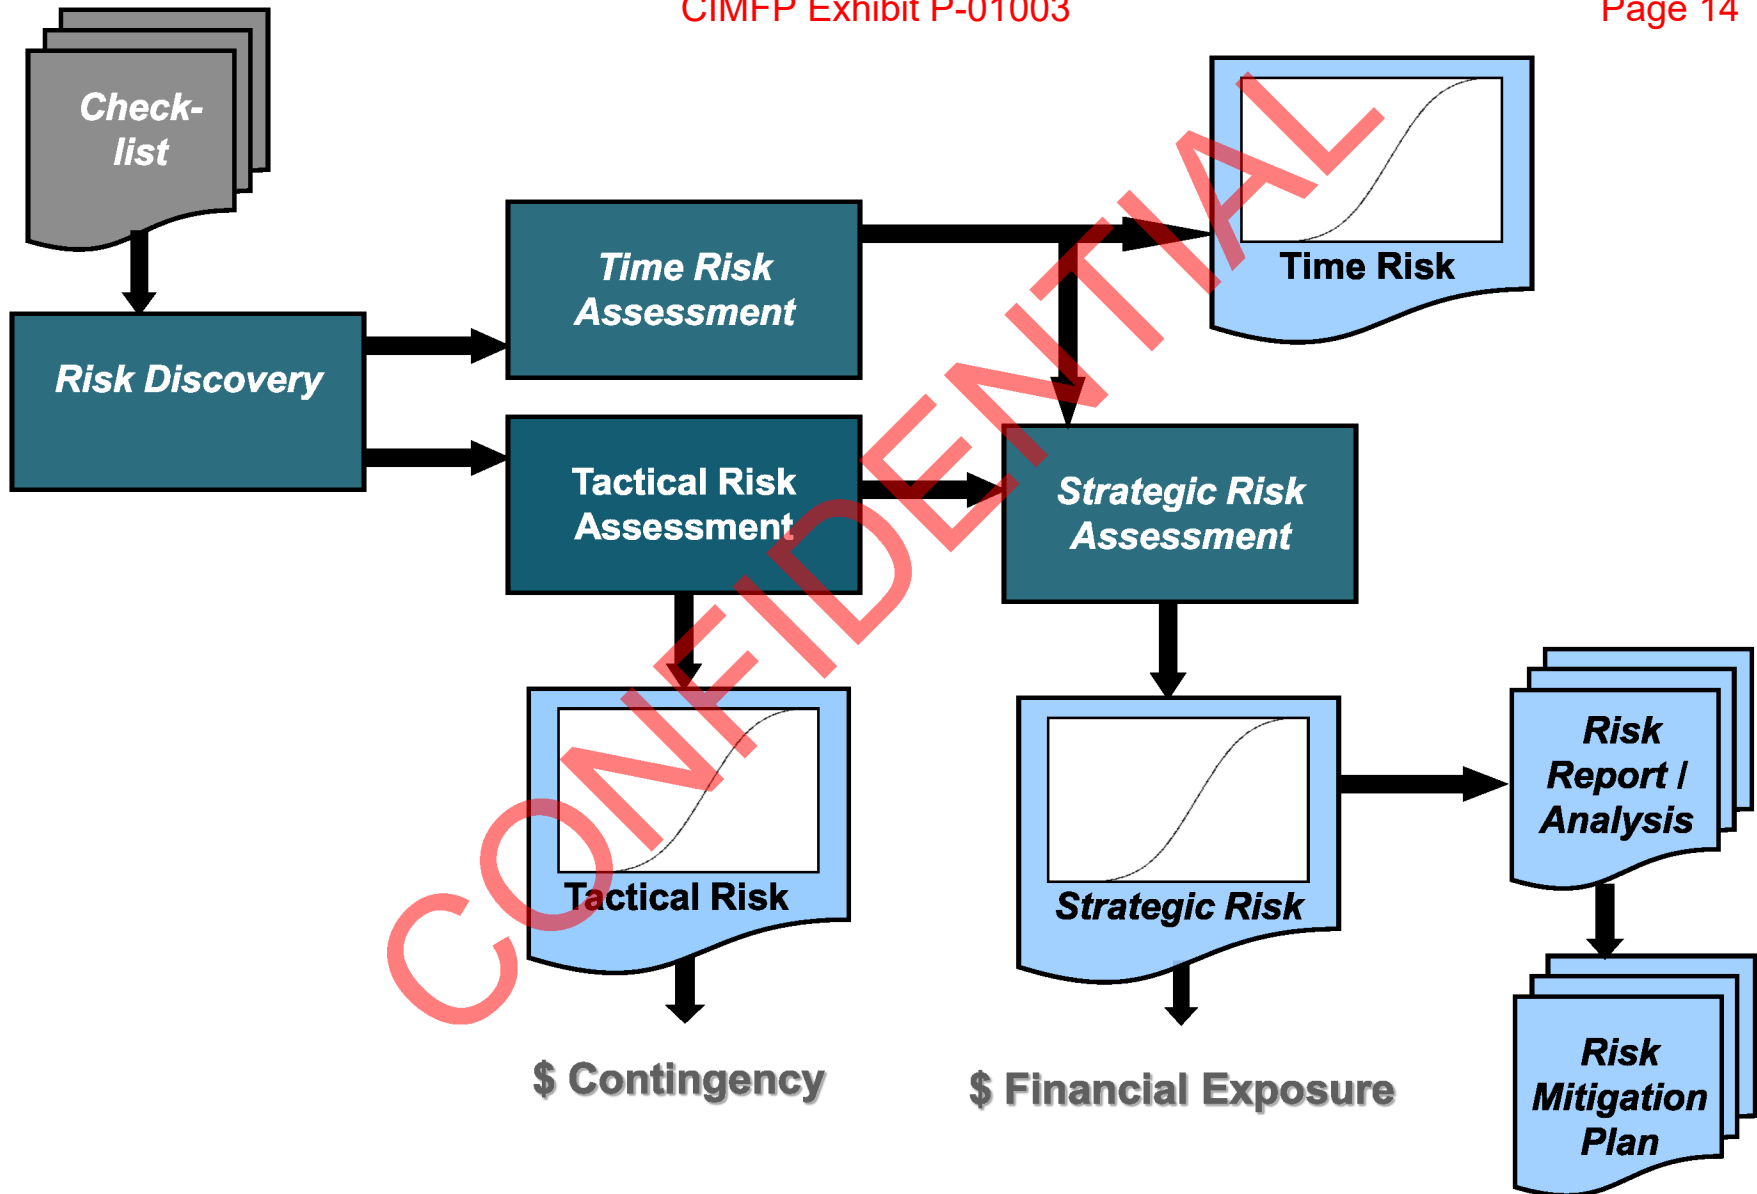 CIMFP Exhibit P-01003
Page 14
Check-
list
Time Risk
Time Risk
Assessment
Risk Discovery
Tactical Risk
Assessment
Strategic Risk
Assessment
Tactical Risk
Strategic Risk
Risk
Report /
Analysis
$ Contingency
$ Financial Exposure
Risk
Mitigation
Plan
CONFIDENTIAL